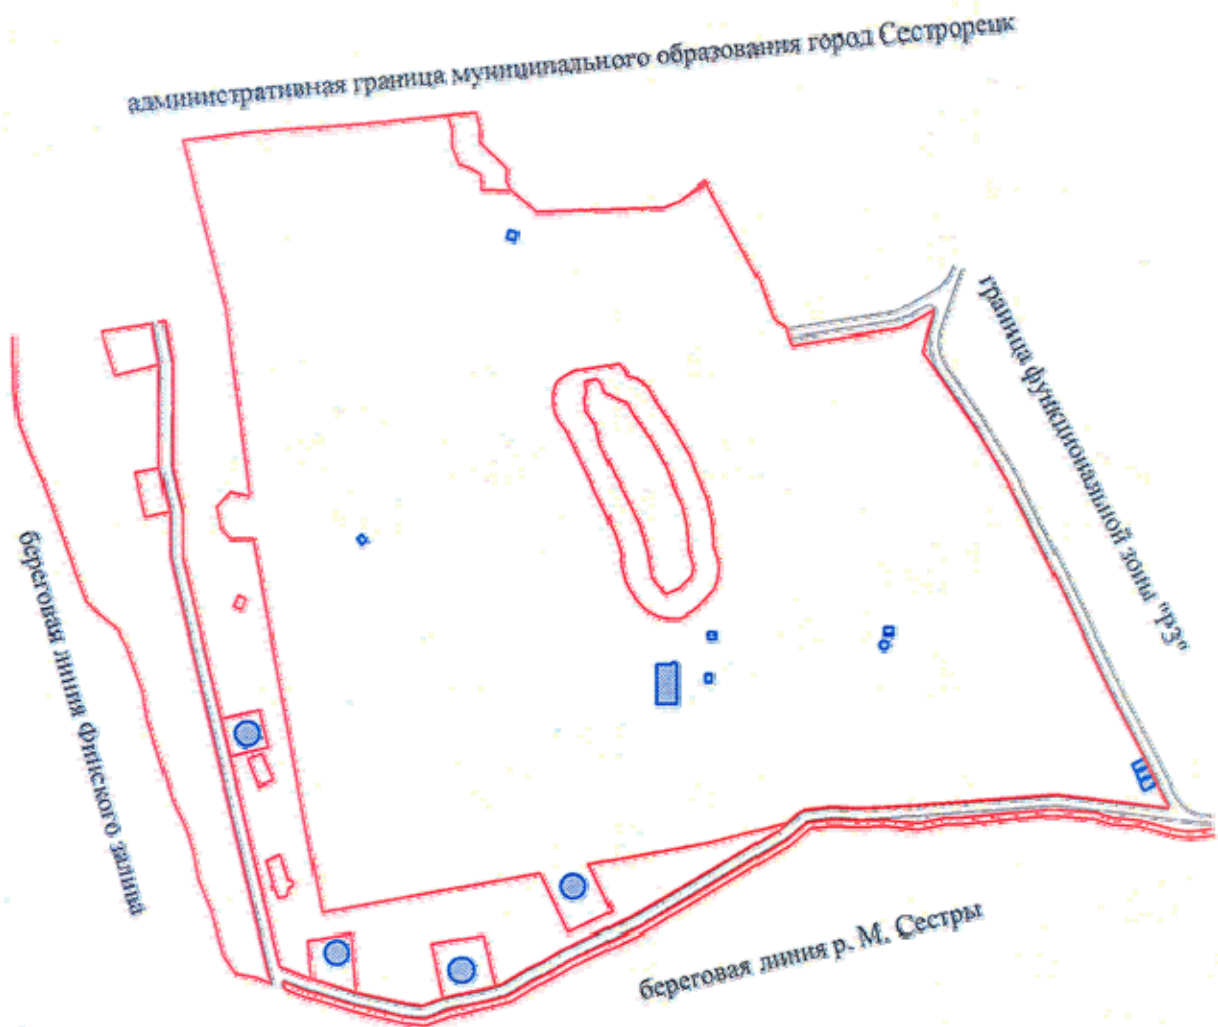 административная граница муниципального образования город Сестрорецк
граница функциональной зоны "Р3"
береговая линия Финского залива
береговая линия р. М. Сестры